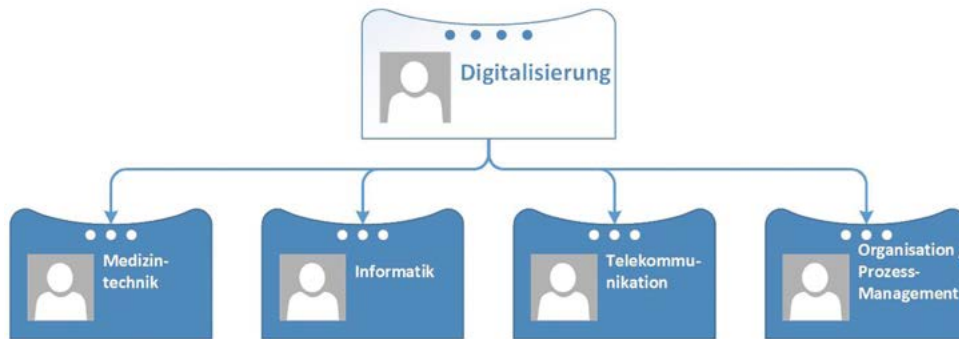 Digitalisierung
Medizin-
technik
Informatik
Telekommu-
nikation
Organisation /
Prozess-
Management